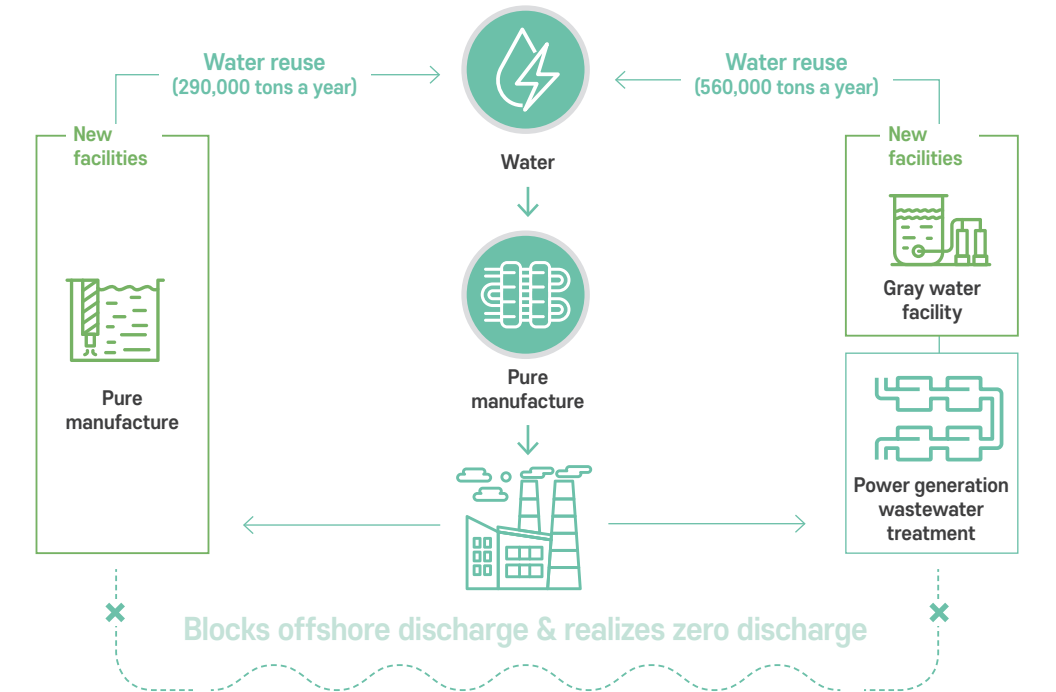 Water reuse
(290,000 tons a year)
Water reuse
(560,000 tons a year)
New
facilities
New
facilities
Water
Gray water
facility
Pure
manufacture
Pure
manufacture
Power generation
wastewater
treatment
Blocks offshore discharge & realizes zero discharge